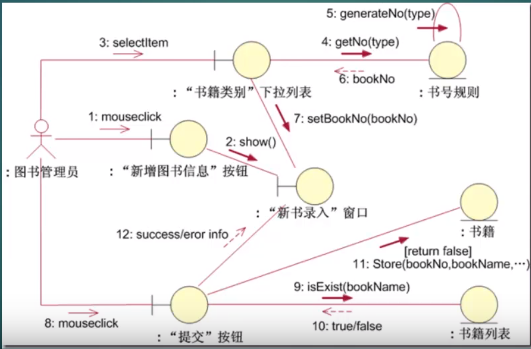 5: generateNo(type)
3: selectItem
4: getNo(type)
6: bookNo
：“书籍类别”下拉列表
：书号规则
7: setBookNo(bookNo)
1: mouseclick
2: show()
：图书管理员
：“新增图书信息”按钮
：“新书录入”窗口
12: success/eror info
：书籍
[return false]
11: Store(bookNo,bookName,…)
9: isExist(bookName)
8: mouseclick
10: true/false
：“提交”按钮
：书籍列表